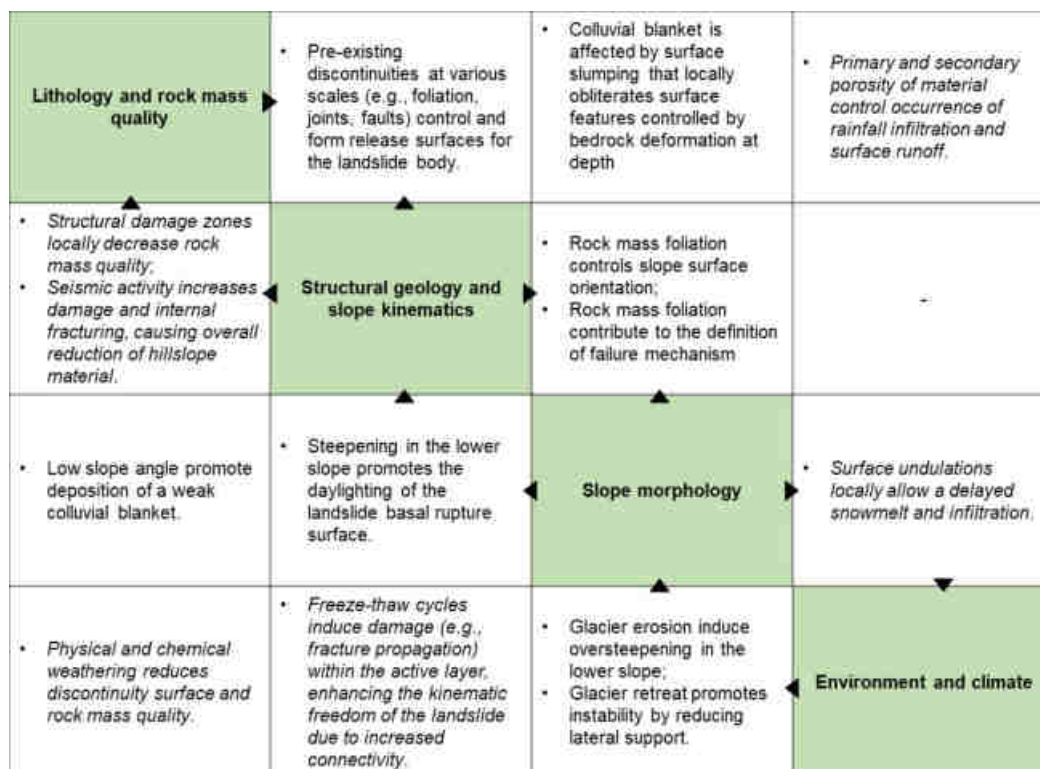 Lithology and rock mass
quality
• Pre-existing
discontinuities at various
scales (e.g., foliation,
joints, faults) control and
form release surfaces for
the landslide body.
• Colluvial blanket is
affected by surface
slumping that locally
obliterates surface
features controlled by
bedrock deformation at
depth
• Primary and secondary
porosity of material
control occurrence of
rainfall infiltration and
surface runoff.
• Structural damage zones
locally decrease rock
mass quality;
• Seismic activity increases
damage and internal
fracturing, causing overall
reduction of hillslope
material.
Structural geology and
slope kinematics
• Rock mass foliation
controls slope surface
orientation;
• Rock mass foliation
contribute to the definition
of failure mechanism
-
• Low slope angle promote
deposition of a weak
colluvial blanket.
• Steepening in the lower
slope promotes the
daylighting of the
landslide basal rupture
surface.
Slope morphology
• Surface undulations
locally allow a delayed
snowmelt and infiltration.
• Physical and chemical
weathering reduces
discontinuity surface and
rock mass quality.
• Freeze-thaw cycles
induce damage (e.g.,
fracture propagation)
within the active layer,
enhancing the kinematic
freedom of the landslide
due to increased
connectivity.
• Glacier erosion induce
oversteepening in the
lower slope;
• Glacier retreat promotes
instability by reducing
lateral support.
Environment and climate